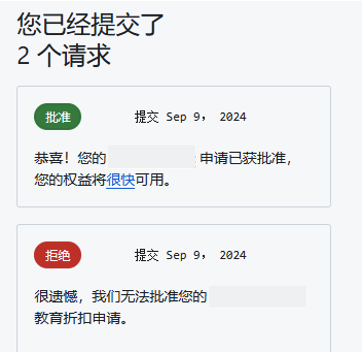 您已经提交了
2 个请求
批准 提交 Sep 9, 2024
恭喜！您的 申请已获批准，
您的权益将很快可用。
拒绝 提交 Sep 9, 2024
很遗憾，我们无法批准您的
教育折扣申请。